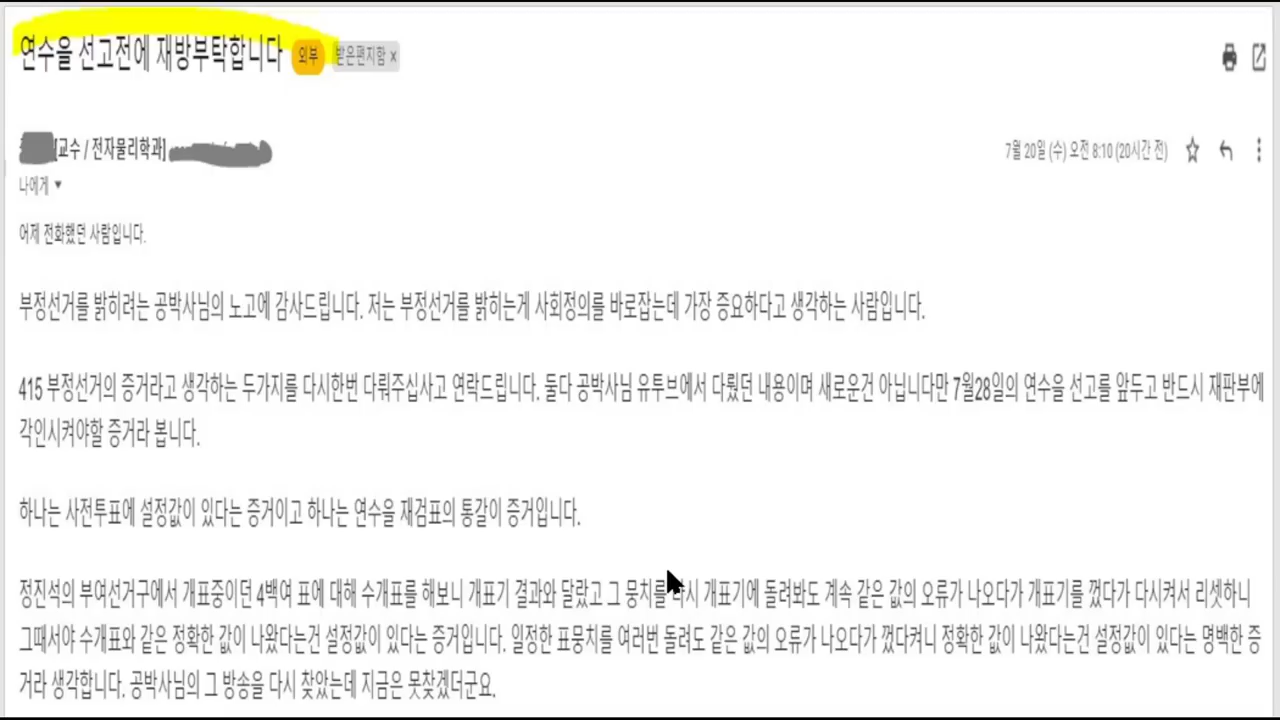 연수을 선고전에 재방부탁합니다 외부 받은편지함 ×
[교수 / 전자물리학과]
7월 20일 (수) 오전 8:10 (20시간 전)
나에게
어제 전화했던 사람입니다.
부정선거를 밝히려는 공박사님의 노고에 감사드립니다. 저는 부정선거를 밝히는게 사회정의를 바로잡는데 가장 증요하다고 생각하는 사람입니다.
415 부정선거의 증거라고 생각하는 두가지를 다시한번 다뤄주십사고 연락드립니다. 둘다 공박사님 유투브에서 다뤘던 내용이며 새로운건 아닙니다만 7월28일의 연수을 선고를 앞두고 반드시 재판부에
각인시켜야할 증거라 봅니다.
하나는 사전투표에 설정값이 있다는 증거이고 하나는 연수을 재검표의 통갈이 증거입니다.
정진석의 부여선거구에서 개표중이던 4백여 표에 대해 수개표를 해보니 개표기 결과와 달랐고 그 뭉치를 다시 개표기에 돌려봐도 계속 같은 값의 오류가 나오다가 개표기를 껐다가 다시켜서 리셋하니
그때서야 수개표와 같은 정확한 값이 나왔다는건 설정값이 있다는 증거입니다. 일정한 표뭉치를 여러번 돌려도 같은 값의 오류가 나오다가 껐다켜니 정확한 값이 나왔다는건 설정값이 있다는 명백한 증
거라 생각합니다. 공박사님의 그 방송을 다시 찾았는데 지금은 못찾겠더군요.